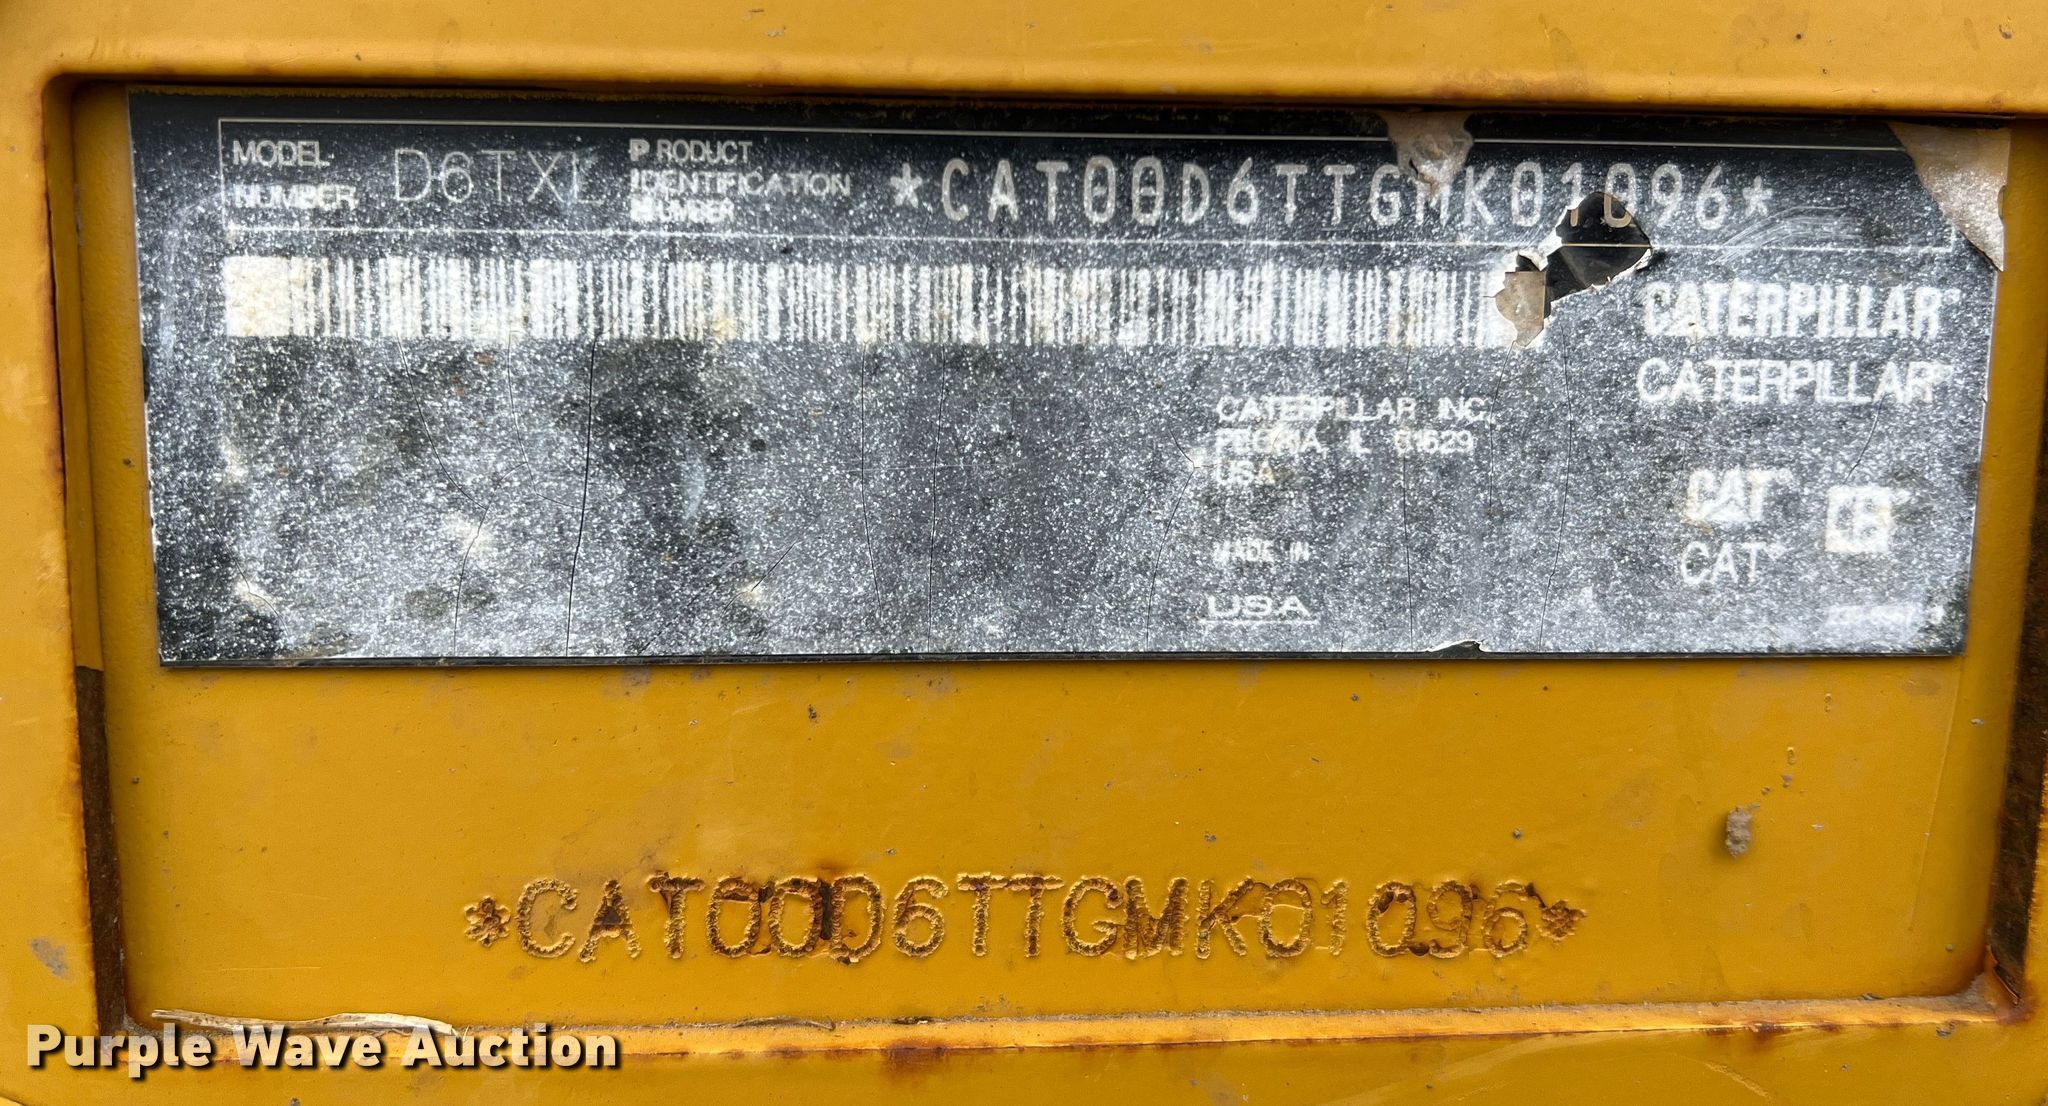 MODEL NUMBER D6TXL PRODUCT IDENTIFICATION NUMBER *CAT00D6TTGMK01096*
CATERPILLAR®
CATERPILLAR®
CATERPILLAR INC.
PEORIA IL 61629
USA
CAT®
CAT®
MADE IN
USA
*CAT00D6TTGMK01096*
Purple Wave Auction